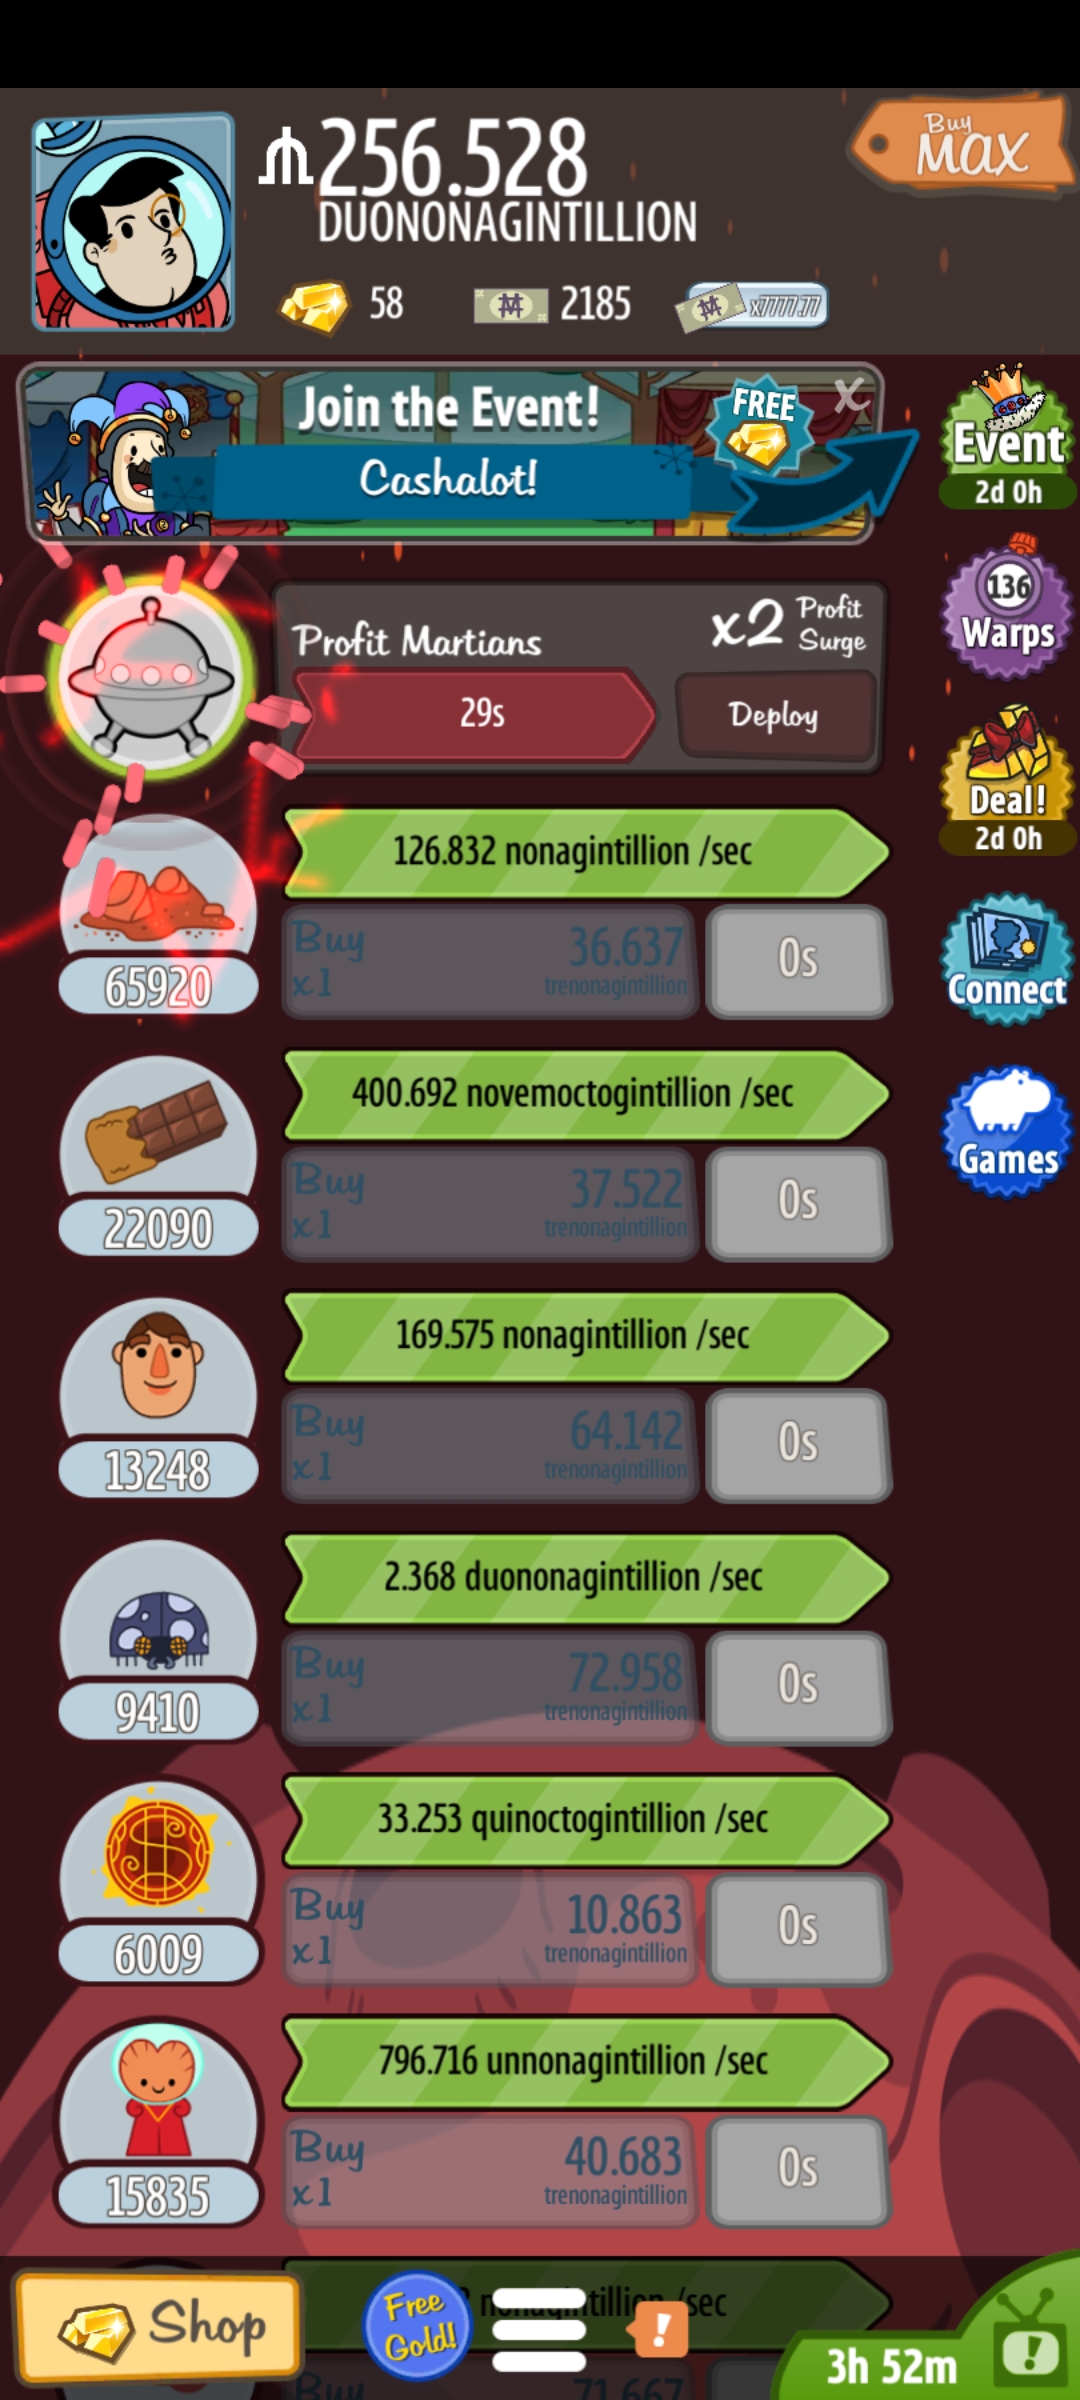 256.528
DUONONAGINTILLION
Buy
MAX
58
2185
x7777.77
Join the Event!
Cashalot!
FREE
X
Event
2d 0h
136
Warps
Deal!
2d 0h
Connect
Games
Profit Martians
x2 Profit Surge
29s
Deploy
126.832 nonagintillion /sec
65920
Buy
x1
36.637
trenonagintillion
0s
400.692 novemoctogintillion /sec
22090
Buy
x1
37.522
trenonagintillion
0s
169.575 nonagintillion /sec
13248
Buy
x1
64.142
trenonagintillion
0s
2.368 duononagintillion /sec
9410
Buy
x1
72.958
trenonagintillion
0s
33.253 quinoctogintillion /sec
6009
Buy
x1
10.863
trenonagintillion
0s
796.716 unnonagintillion /sec
15835
Buy
x1
40.683
trenonagintillion
0s
nonagintillion /sec
Shop
Free
Gold!
!
3h 52m
!
Buy
71.667